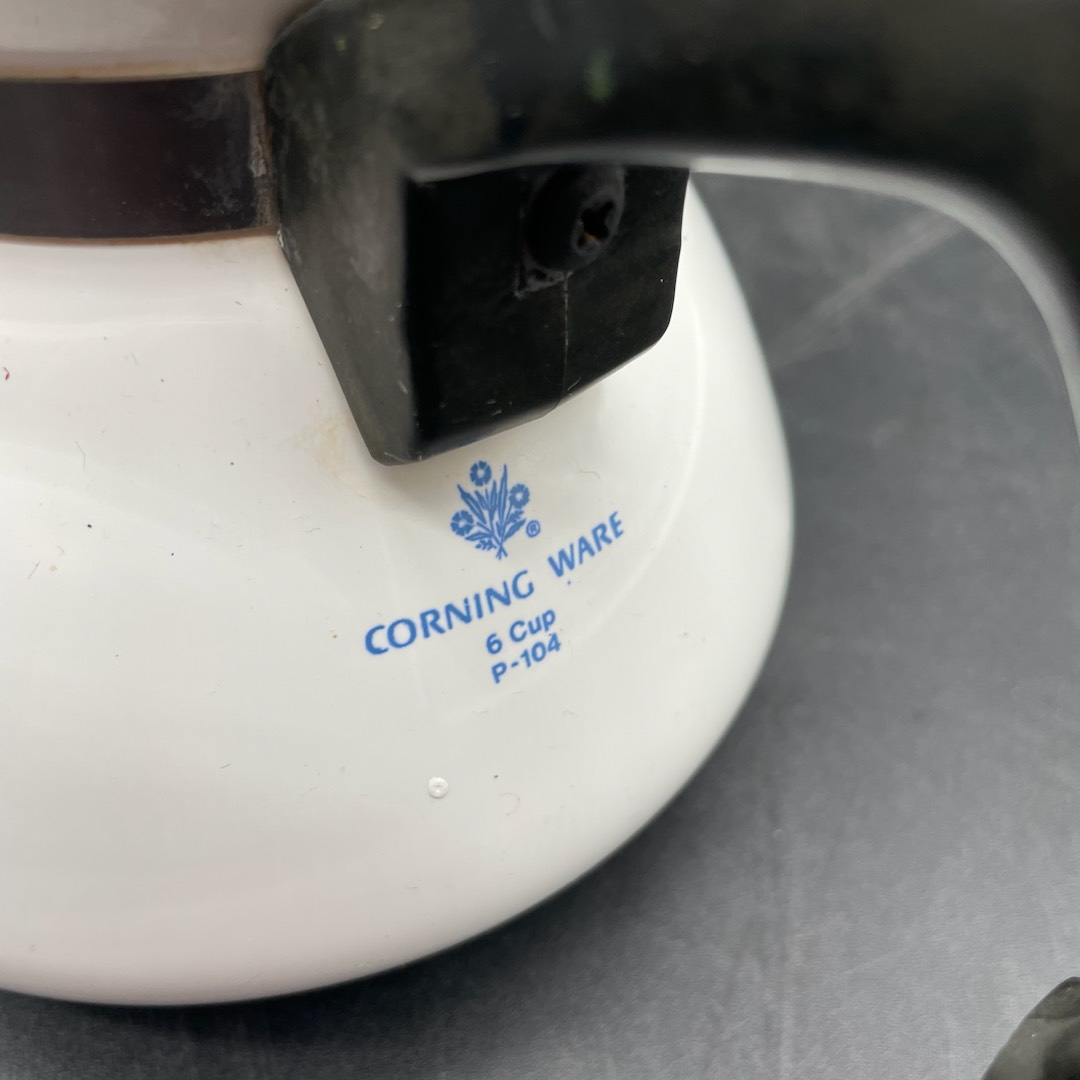 ®
CORNING WARE
6 Cup
P-104